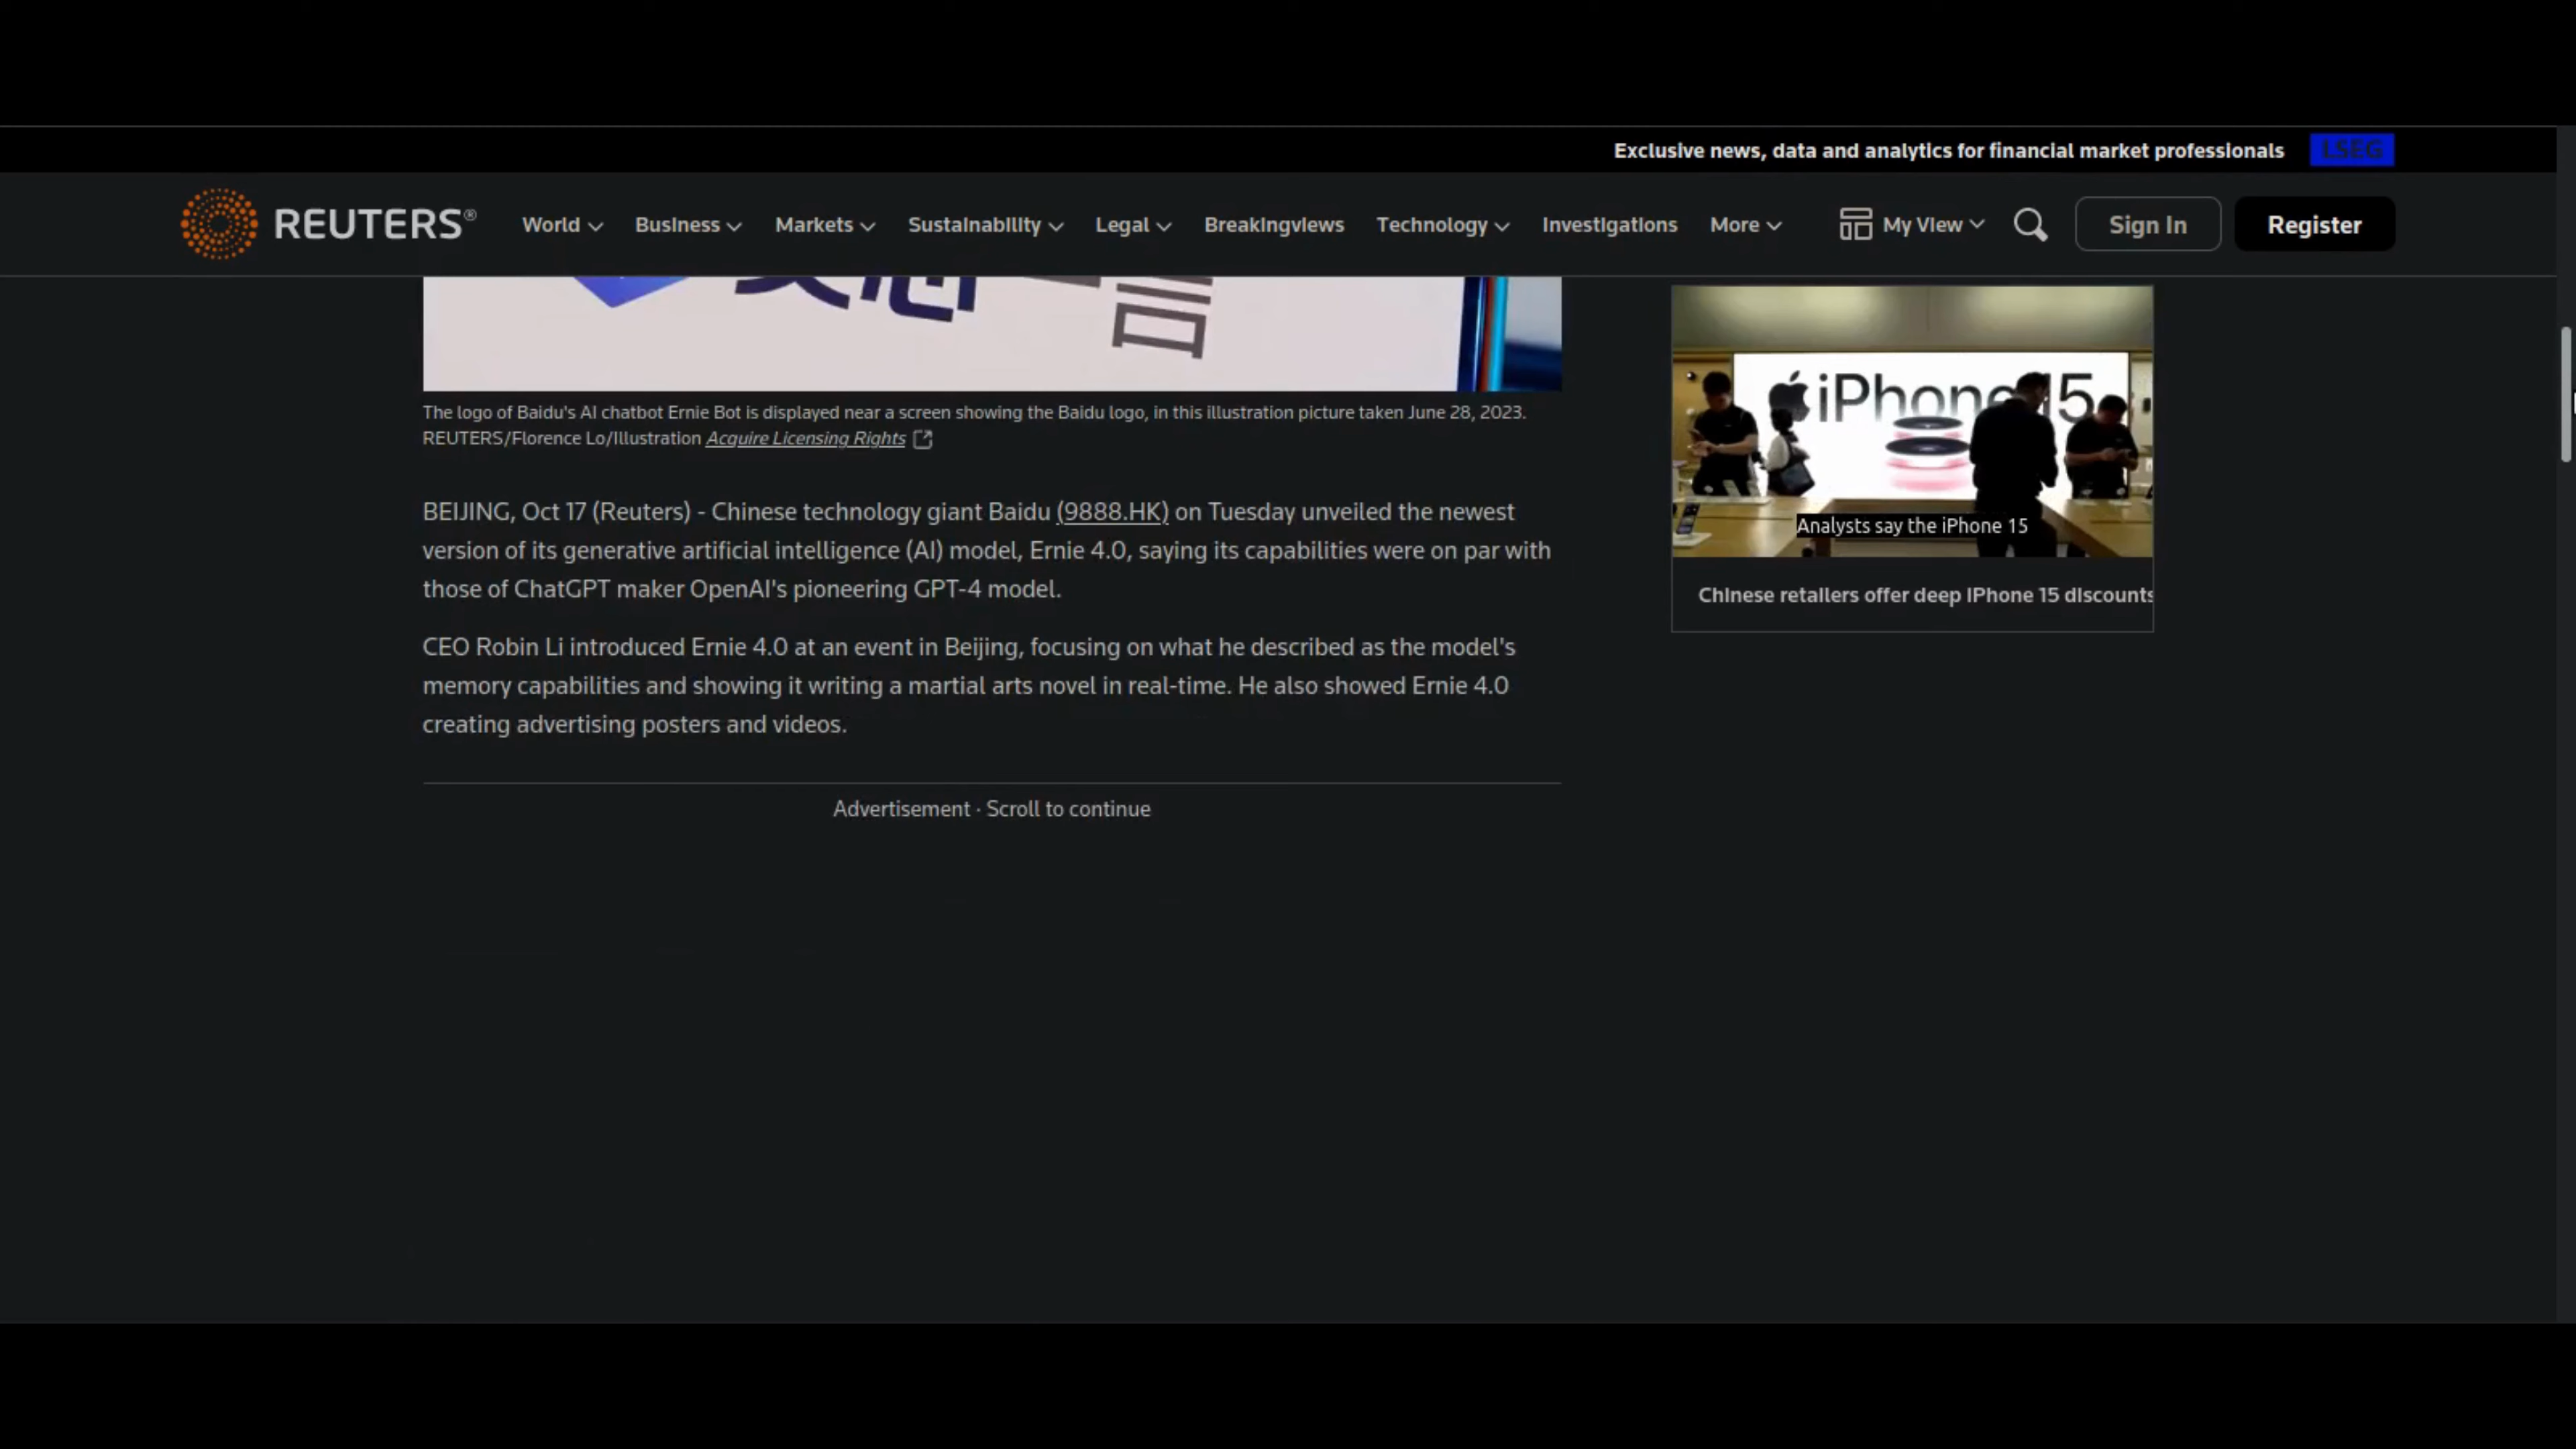 Exclusive news, data and analytics for financial market professionals LSEG
REUTERS® World Business Markets Sustainability Legal Breakingviews Technology Investigations More My View Sign In Register
言
The logo of Baidu's AI chatbot Ernie Bot is displayed near a screen showing the Baidu logo, in this illustration picture taken June 28, 2023.
REUTERS/Florence Lo/Illustration Acquire Licensing Rights
BEIJING, Oct 17 (Reuters) - Chinese technology giant Baidu (9888.HK) on Tuesday unveiled the newest
version of its generative artificial intelligence (AI) model, Ernie 4.0, saying its capabilities were on par with
those of ChatGPT maker OpenAI's pioneering GPT-4 model.
CEO Robin Li introduced Ernie 4.0 at an event in Beijing, focusing on what he described as the model's
memory capabilities and showing it writing a martial arts novel in real-time. He also showed Ernie 4.0
creating advertising posters and videos.
Advertisement · Scroll to continue
iPhone 15
Analysts say the iPhone 15
Chinese retailers offer deep iPhone 15 discounts